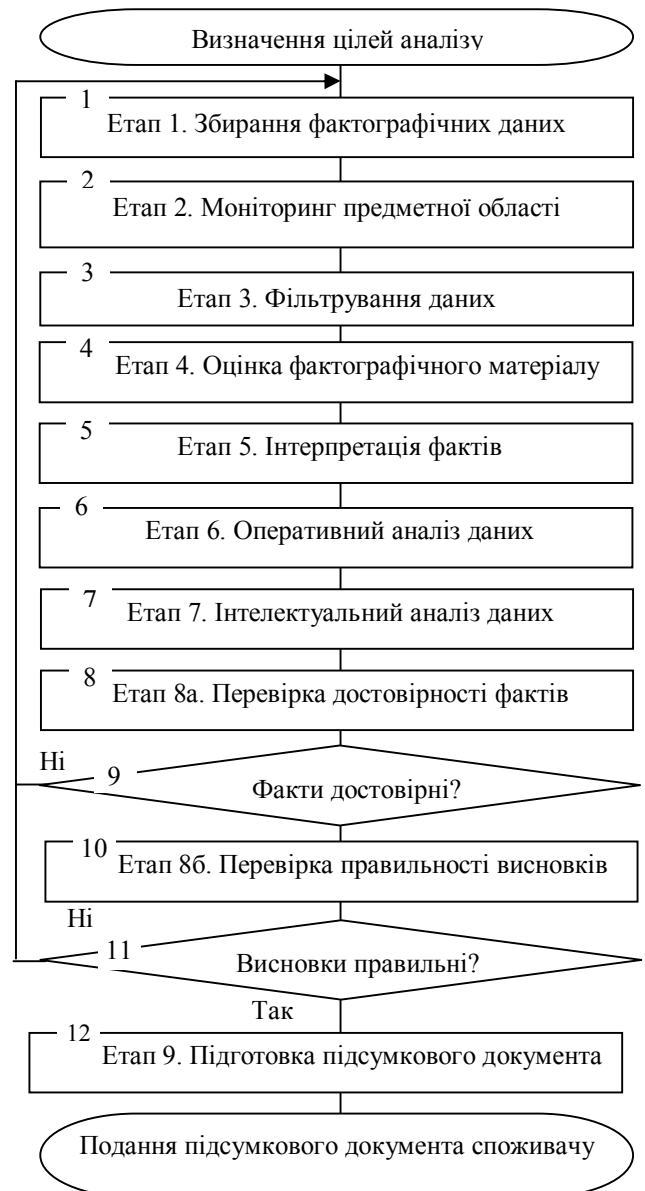 Визначення цілей аналізу
1
Етап 1. Збирання фактографічних даних
2
Етап 2. Моніторинг предметної області
3
Етап 3. Фільтрування даних
4
Етап 4. Оцінка фактографічного матеріалу
5
Етап 5. Інтерпретація фактів
6
Етап 6. Оперативний аналіз даних
7
Етап 7. Інтелектуальний аналіз даних
8
Етап 8а. Перевірка достовірності фактів
Ні
9
Факти достовірні?
10
Етап 8б. Перевірка правильності висновків
Ні
11
Висновки правильні?
Так
12
Етап 9. Підготовка підсумкового документа
Подання підсумкового документа споживачу